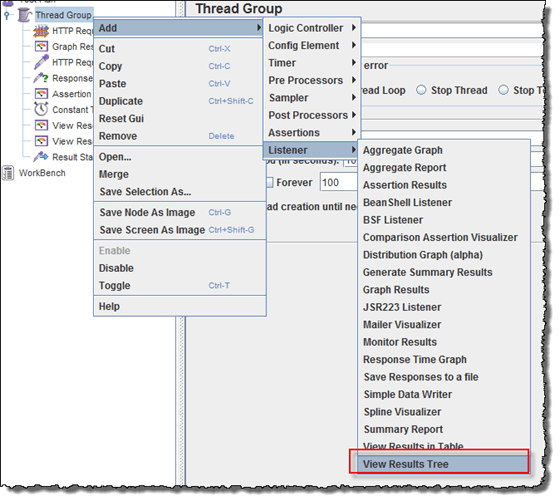 Thread Group
Thread Group
HTTP Requ
Graph Res
HTTP Requ
Response
Assertion
Constant T
View Resu
View Resu
Result Sta
WorkBench
Add
Cut Ctrl-X
Copy Ctrl-C
Paste Ctrl-V
Duplicate Ctrl+Shift-C
Reset Gui
Remove Delete
Open...
Merge
Save Selection As...
Save Node As Image Ctrl-G
Save Screen As Image Ctrl+Shift-G
Enable
Disable
Toggle Ctrl-T
Help
Logic Controller
Config Element
Timer
Pre Processors
Sampler
Post Processors
Assertions
Listener
error
read Loop
Stop Thread
Stop T
(in seconds):
Forever
100
ad creation until nee
Aggregate Graph
Aggregate Report
Assertion Results
BeanShell Listener
BSF Listener
Comparison Assertion Visualizer
Distribution Graph (alpha)
Generate Summary Results
Graph Results
JSR223 Listener
Mailer Visualizer
Monitor Results
Response Time Graph
Save Responses to a file
Simple Data Writer
Spline Visualizer
Summary Report
View Results in Table
View Results Tree